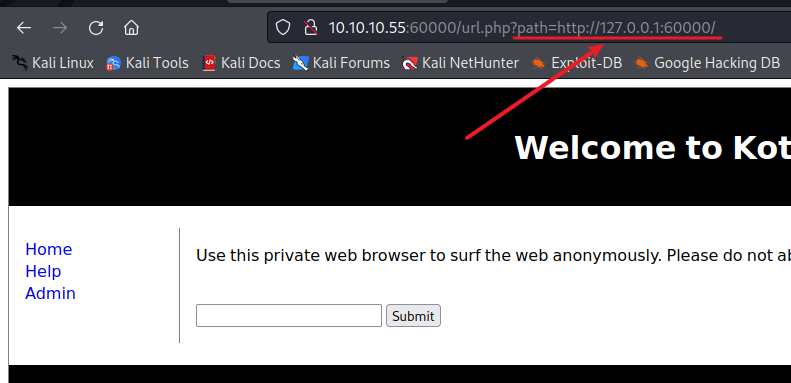 10.10.10.55:60000/url.php?path=http://127.0.0.1:60000/
Kali Linux Kali Tools Kali Docs Kali Forums Kali NetHunter Exploit-DB Google Hacking DB
Welcome to Kot
Home
Help
Admin
Use this private web browser to surf the web anonymously. Please do not ab
Submit